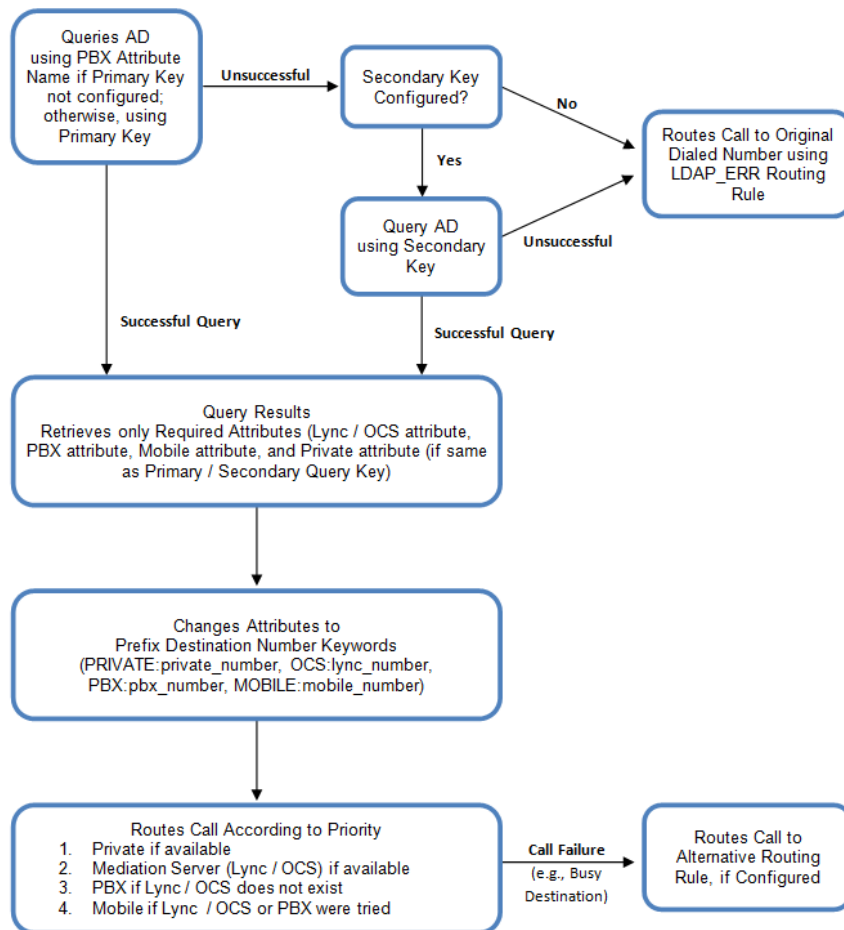 Queries AD
using PBX Attribute
Name if Primary Key
not configured;
otherwise, using
Primary Key
Unsuccessful
Secondary Key
Configured?
No
Routes Call to Original
Dialed Number using
LDAP_ERR Routing
Rule
Yes
Query AD
using Secondary
Key
Unsuccessful
Successful Query
Successful Query
Query Results
Retrieves only Required Attributes (Lync / OCS attribute,
PBX attribute, Mobile attribute, and Private attribute (if same
as Primary / Secondary Query Key)
Changes Attributes to
Prefix Destination Number Keywords
(PRIVATE:private_number, OCS:lync_number,
PBX:pbx_number, MOBILE:mobile_number)
Routes Call According to Priority
1. Private if available
2. Mediation Server (Lync / OCS) if available
3. PBX if Lync / OCS does not exist
4. Mobile if Lync / OCS or PBX were tried
Call Failure
(e.g., Busy
Destination)
Routes Call to
Alternative Routing
Rule, if Configured